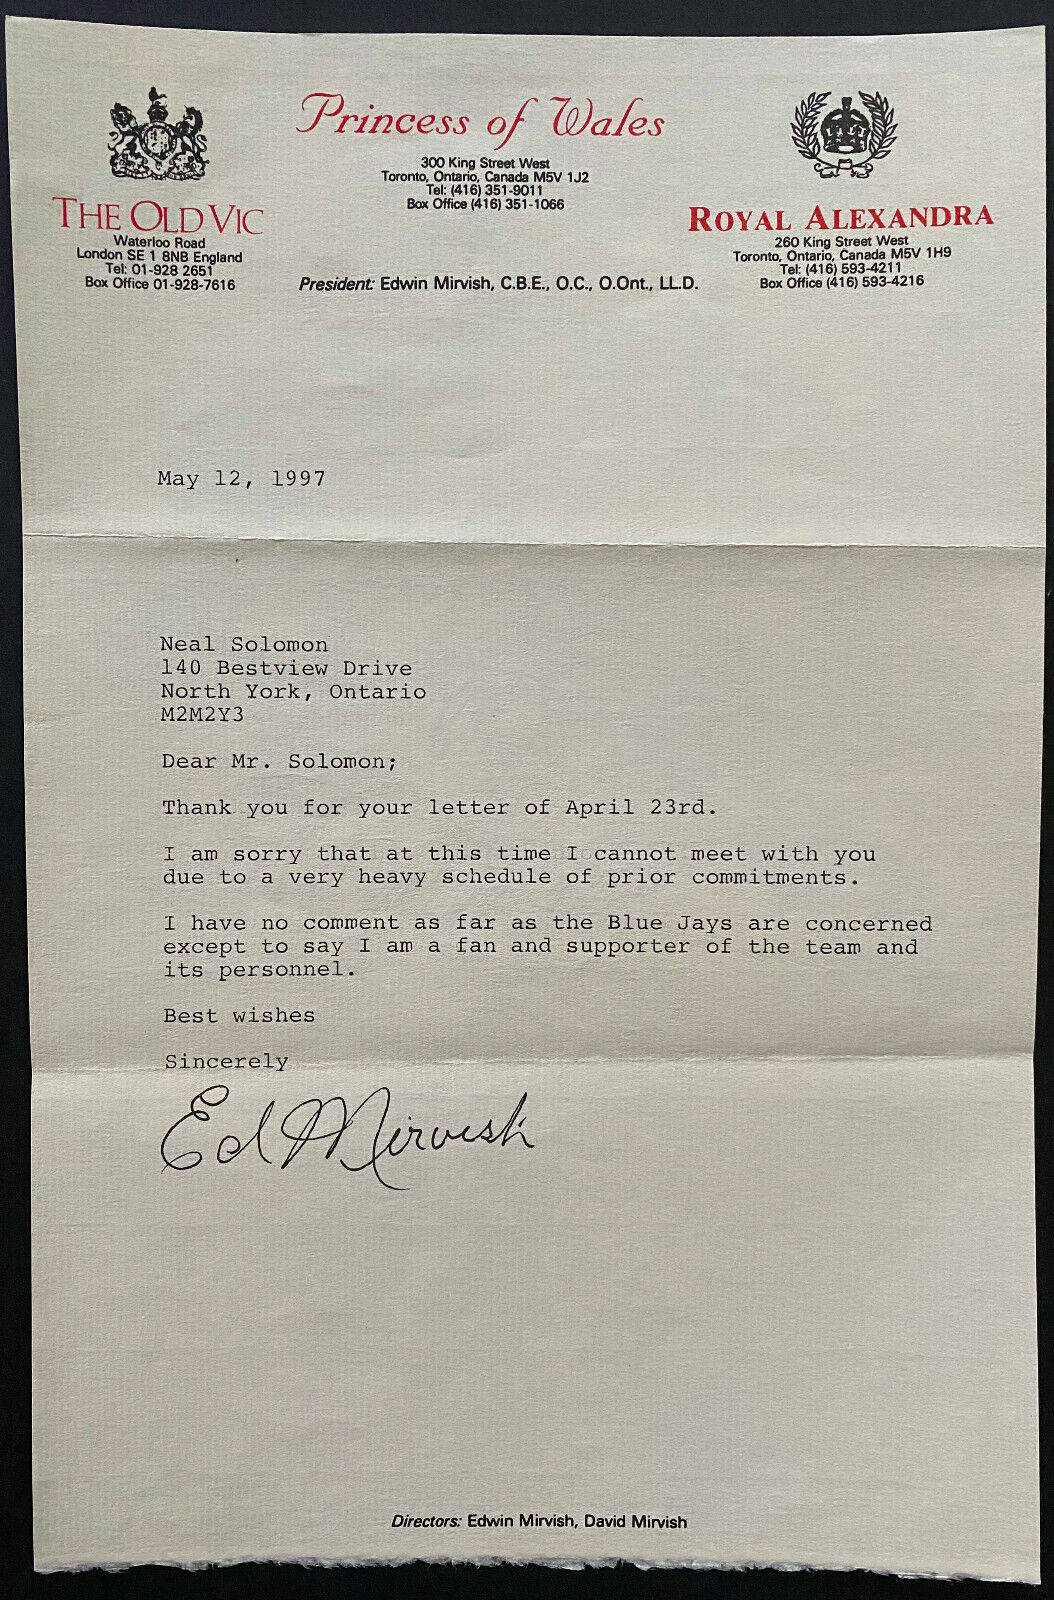 Princess of Wales
300 King Street West
Toronto, Ontario, Canada M5V 1J2
Tel: (416) 351-9011
Box Office (416) 351-1066
THE OLD VIC
Waterloo Road
London SE 1 8NB England
Tel: 01-928 2651
Box Office 01-928-7616
ROYAL ALEXANDRA
260 King Street West
Toronto, Ontario, Canada M5V 1H9
Tel: (416) 593-4211
Box Office (416) 593-4216
President: Edwin Mirvish, C.B.E., O.C., O.Ont., LL.D.
May 12, 1997
Neal Solomon
140 Bestview Drive
North York, Ontario
M2M2Y3
Dear Mr. Solomon;
Thank you for your letter of April 23rd.
I am sorry that at this time I cannot meet with you
due to a very heavy schedule of prior commitments.
I have no comment as far as the Blue Jays are concerned
except to say I am a fan and supporter of the team and
its personnel.
Best wishes
Sincerely
Ed Mirvish
Directors: Edwin Mirvish, David Mirvish